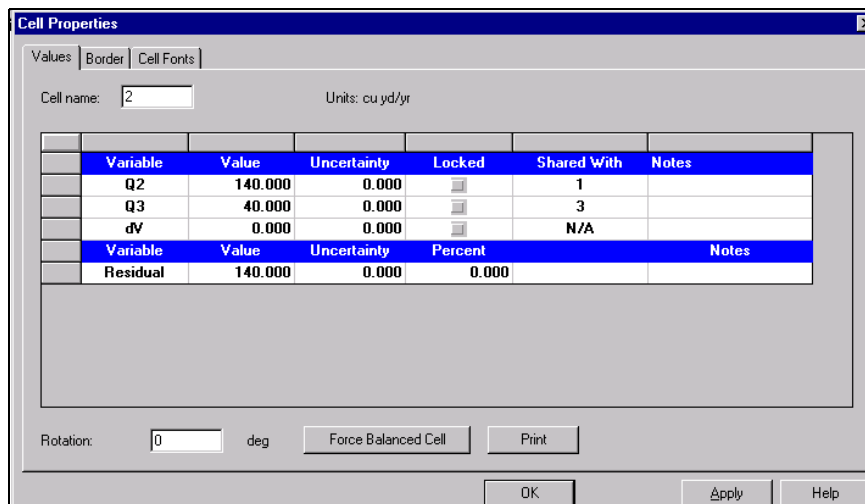 Cell Properties
Values Border Cell Fonts
Cell name: 2 Units: cu yd/yr
Variable Value Uncertainty Locked Shared With Notes
Q2 140.000 0.000 1
Q3 40.000 0.000 3
dV 0.000 0.000 N/A
Variable Value Uncertainty Percent Notes
Residual 140.000 0.000 0.000
Rotation: 0 deg Force Balanced Cell Print
OK Apply Help